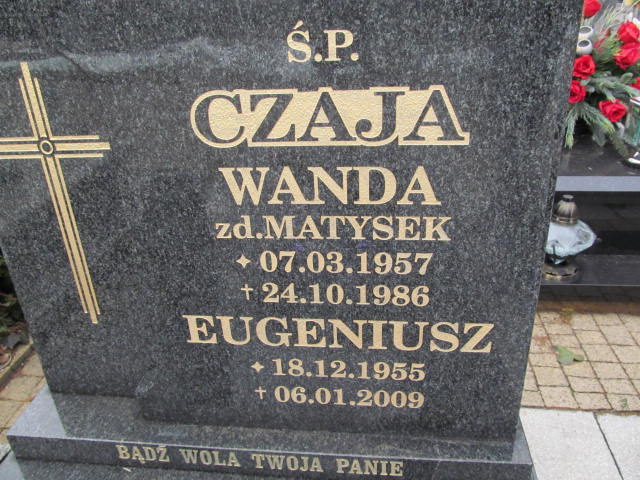 Ś.P.
CZAJA
WANDA
zd.MATYSEK
✦ 07.03.1957
† 24.10.1986
EUGENIUSZ
✦ 18.12.1955
† 06.01.2009
BĄDŹ WOLA TWOJA PANIE